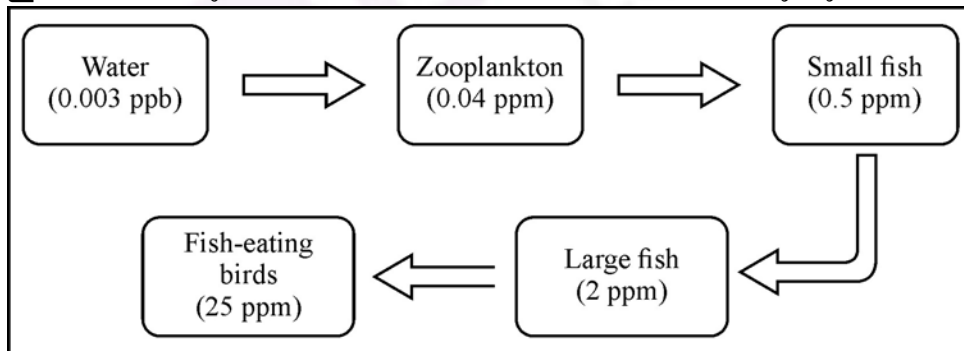 Water
(0.003 ppb)
Zooplankton
(0.04 ppm)
Small fish
(0.5 ppm)
Large fish
(2 ppm)
Fish-eating
birds
(25 ppm)